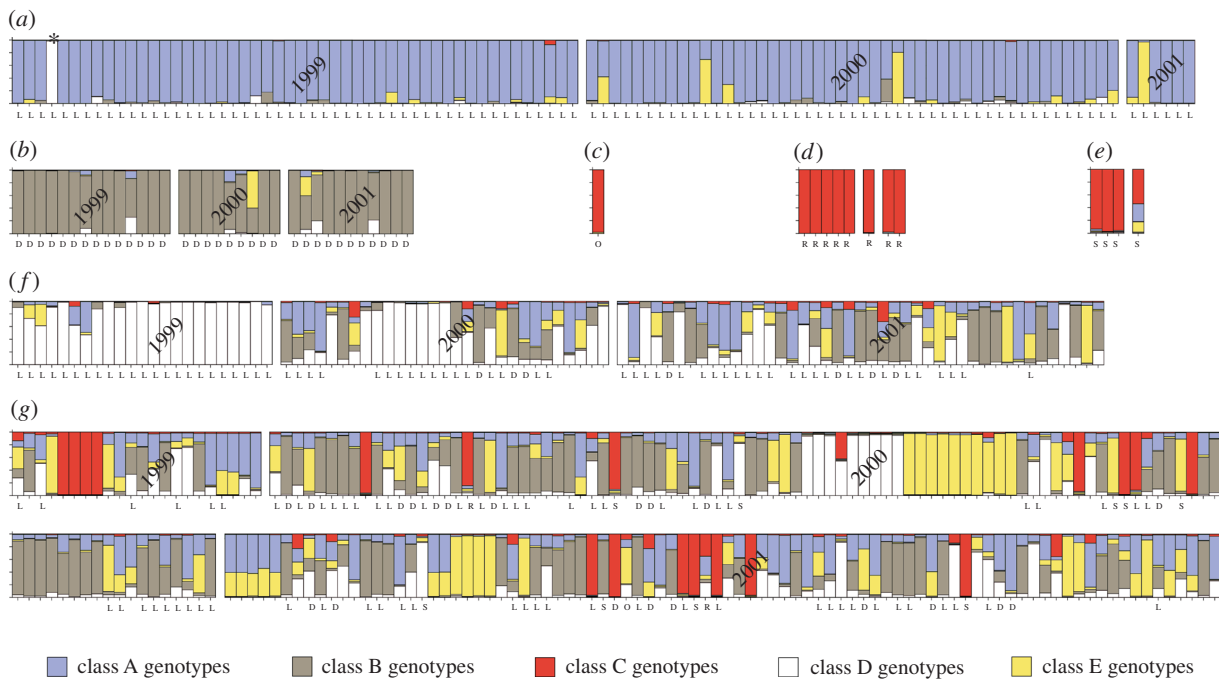 (a)
1999 2000 2001
L L L L L L L L L L L L L L L L L L L L L L L L L L L L L L L L L L L L L L L L L L L L L L L L L L L L L L L L L L L L L L L L L L L L L L L L L L L L L L L L L L L L L L L L L L L L L L L L L L L L L L L
(b) (c) (d) (e)
1999 2000 2001
D D D D D D D D D D D D D D D D D D D D D D D D D D D D D D D D D D O R R R R R R R R S S S S
(f)
1999 2000 2001
L L L L L L L L L L L L L L L L L L L L L L L L L L L L L L L L L L L L D L L D D L L L L L L D L L L L L L L L L L L L D L L D L D L L L L L L
(g)
1999 2000
L L L L L L L D L D L L L L L D D L D D L R L D L L L L L L S D D L L D L L S L L L S S L L D S
2001
L L L L L L L L L L D L D L L L L S L L L L L S D O L D D L S R L L L L L D L L L D L L S L D D L
class A genotypes class B genotypes class C genotypes class D genotypes class E genotypes